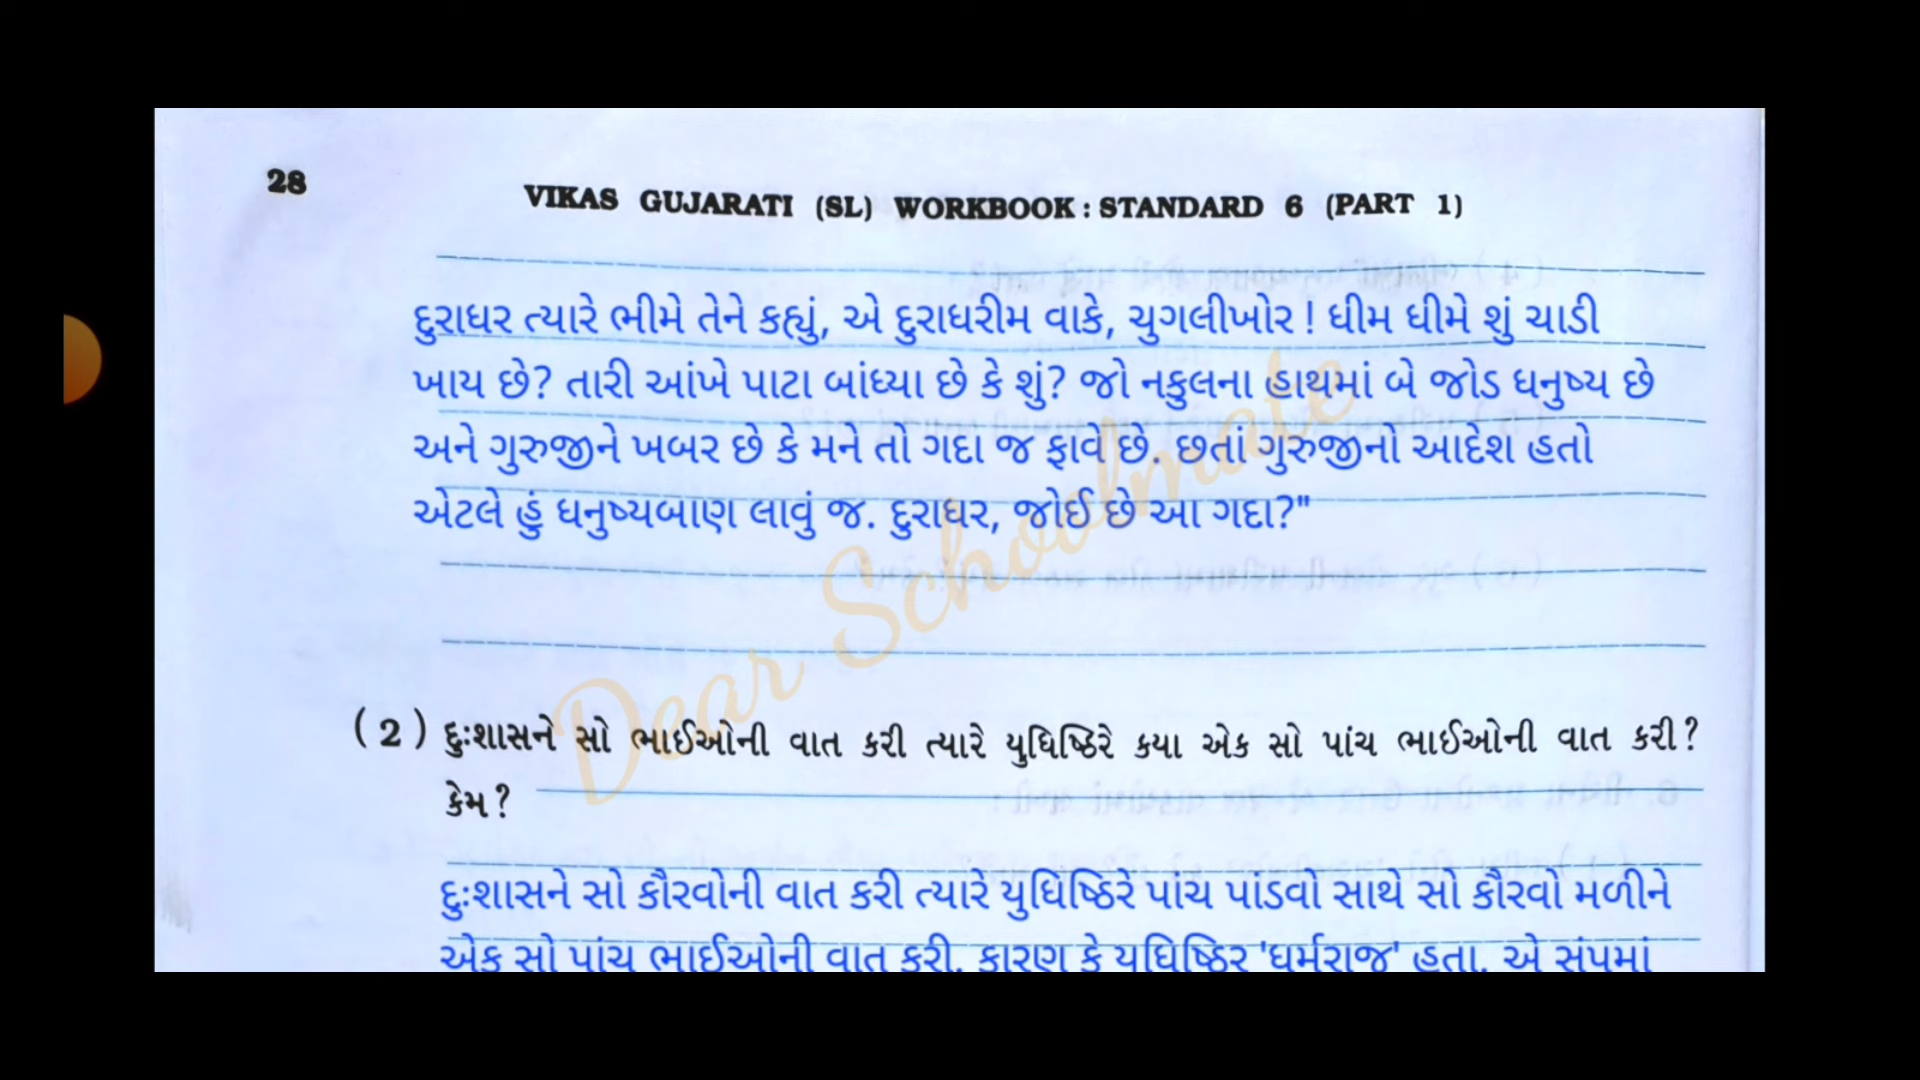 28
VIKAS GUJARATI (SL) WORKBOOK : STANDARD 6 (PART 1)
દુરાધર ત્યારે ભીમે તેને કહ્યું, એ દુરાધરીમ વાકે, ચુગલીખોર ! ધીમ ધીમે શું ચાડી
ખાય છે? તારી આંખે પાટા બાંધ્યા છે કે શું? જો નકુલના હાથમાં બે જોડ ધનુષ્ય છે
અને ગુરુજીને ખબર છે કે મને તો ગદા જ ફાવે છે. છતાં ગુરુજીનો આદેશ હતો
એટલે હું ધનુષ્યબાણ લાવું જ. દુરાધર, જોઈ છે આ ગદા?"
Dear Schoolmate
(2) દુઃશાસને સો ભાઈઓની વાત કરી ત્યારે યુધિષ્ઠિરે કયા એક સો પાંચ ભાઈઓની વાત કરી?
કેમ?
દુઃશાસને સો કૌરવોની વાત કરી ત્યારે યુધિષ્ઠિરે પાંચ પાંડવો સાથે સો કૌરવો મળીને
એક સો પાંચ ભાઈઓની વાત કરી. કારણ કે યુધિષ્ઠિર 'ધર્મરાજ' હતા. એ સંપમાં